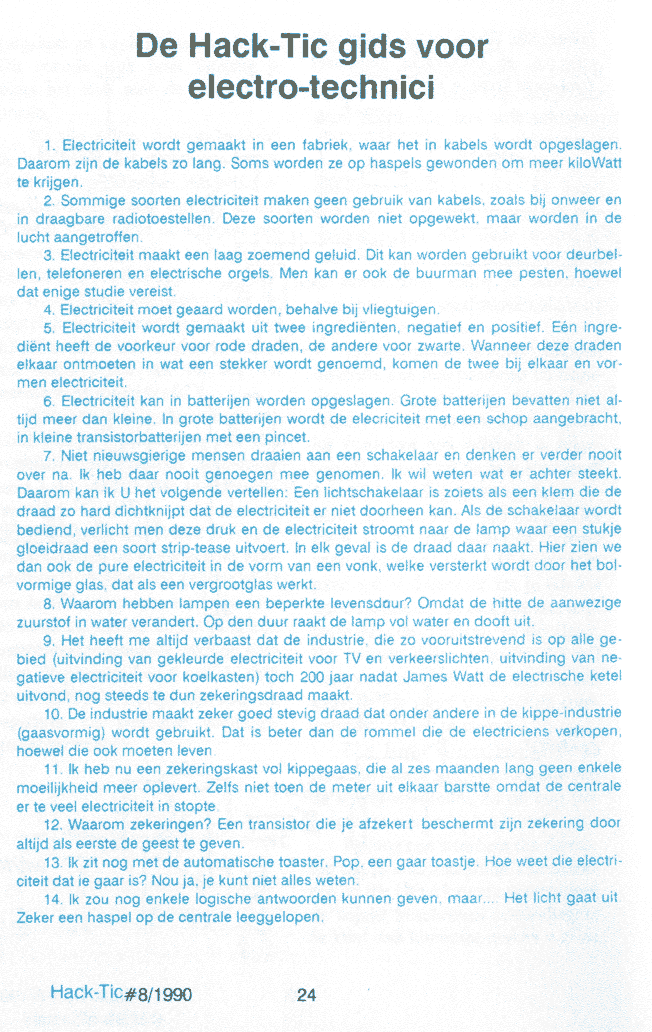 De Hack-Tic gids voor
electro-technici
1. Electriciteit wordt gemaakt in een fabriek, waar het in kabels wordt opgeslagen.
Daarom zijn de kabels zo lang. Soms worden ze op haspels gewonden om meer kiloWatt
te krijgen.
2. Sommige soorten electriciteit maken geen gebruik van kabels, zoals bij onweer en
in draagbare radiotoestellen. Deze soorten worden niet opgewekt, maar worden in de
lucht aangetroffen.
3. Electriciteit maakt een laag zoemend geluid. Dit kan worden gebruikt voor deurbel-
len, telefoneren en electrische orgels. Men kan er ook de buurman mee pesten, hoewel
dat enige studie vereist.
4. Electriciteit moet geaard worden, behalve bij vliegtuigen.
5. Electriciteit wordt gemaakt uit twee ingrediënten, negatief en positief. Eén ingre-
diënt heeft de voorkeur voor rode draden, de andere voor zwarte. Wanneer deze draden
elkaar ontmoeten in wat een stekker wordt genoemd, komen de twee bij elkaar en vor-
men electriciteit.
6. Electriciteit kan in batterijen worden opgeslagen. Grote batterijen bevatten niet al-
tijd meer dan kleine. In grote batterijen wordt de elecriciteit met een schop aangebracht,
in kleine transistorbatterijen met een pincet.
7. Niet nieuwsgierige mensen draaien aan een schakelaar en denken er verder nooit
over na. Ik heb daar nooit genoegen mee genomen. Ik wil weten wat er achter steekt.
Daarom kan ik U het volgende vertellen: Een lichtschakelaar is zoiets als een klem die de
draad zo hard dichtknijpt dat de electriciteit er niet doorheen kan. Als de schakelaar wordt
bediend, verlicht men deze druk en de electriciteit stroomt naar de lamp waar een stukje
gloeidraad een soort strip-tease uitvoert. In elk geval is de draad daar naakt. Hier zien we
dan ook de pure electriciteit in de vorm van een vonk, welke versterkt wordt door het bol-
vormige glas, dat als een vergrootglas werkt.
8. Waarom hebben lampen een beperkte levensduur? Omdat de hitte de aanwezige
zuurstof in water verandert. Op den duur raakt de lamp vol water en dooft uit.
9. Het heeft me altijd verbaast dat de industrie, die zo vooruitstrevend is op alle ge-
bied (uitvinding van gekleurde electriciteit voor TV en verkeerslichten, uitvinding van ne-
gatieve electriciteit voor koelkasten) toch 200 jaar nadat James Watt de electrische ketel
uitvond, nog steeds te dun zekeringsdraad maakt.
10. De industrie maakt zeker goed stevig draad dat onder andere in de kippe-industrie
(gaasvormig) wordt gebruikt. Dat is beter dan de rommel die de electriciens verkopen,
hoewel die ook moeten leven.
11. Ik heb nu een zekeringskast vol kippegaas, die al zes maanden lang geen enkele
moeilijkheid meer oplevert. Zelfs niet toen de meter uit elkaar barstte omdat de centrale
er te veel electriciteit in stopte.
12. Waarom zekeringen? Een transistor die je afzekert beschermt zijn zekering door
altijd als eerste de geest te geven.
13. Ik zit nog met de automatische toaster. Pop, een gaar toastje. Hoe weet die electri-
citeit dat ie gaar is? Nou ja, je kunt niet alles weten.
14. Ik zou nog enkele logische antwoorden kunnen geven, maar.... Het licht gaat uit.
Zeker een haspel op de centrale leeggelopen.
Hack-Tic #8/1990 24